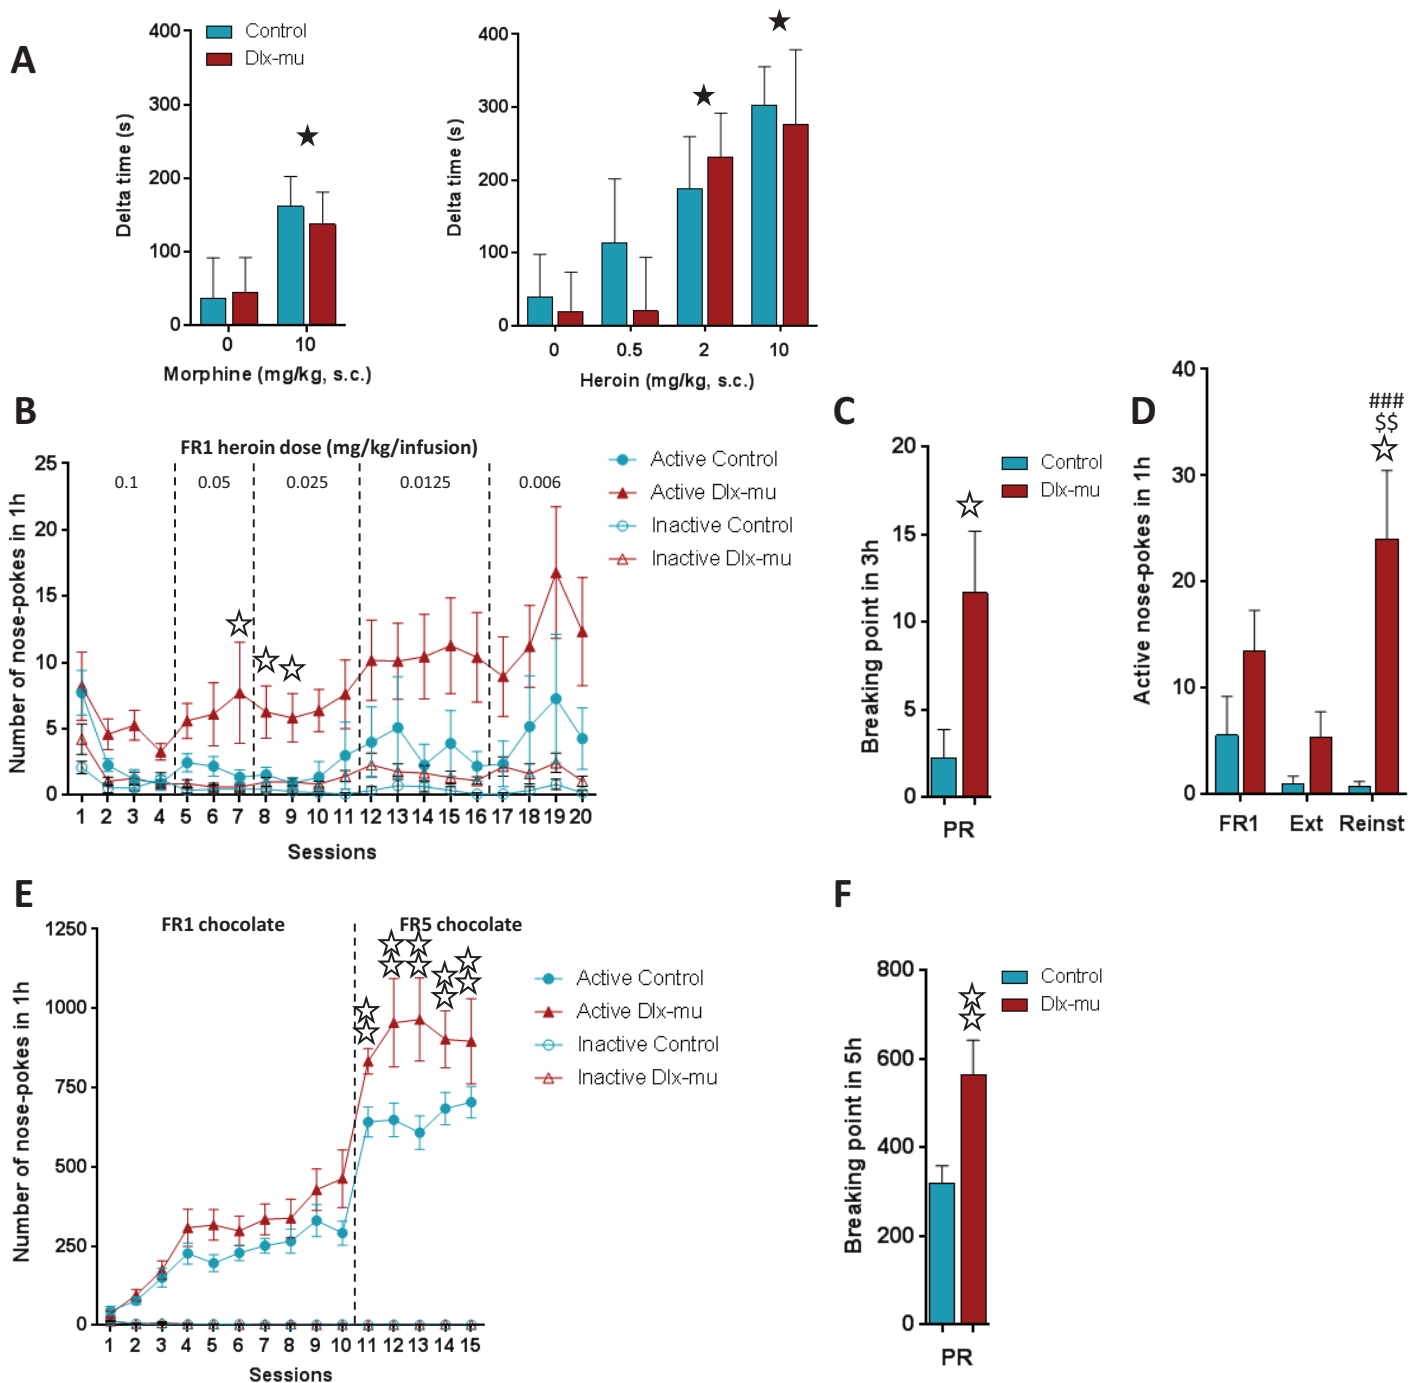 A
Control
Dlx-mu
Delta time (s)
400
300
200
100
0
0 10
Morphine (mg/kg, s.c.)
Delta time (s)
400
300
200
100
0
0 0.5 2 10
Heroin (mg/kg, s.c.)
B
FR1 heroin dose (mg/kg/infusion)
0.1 0.05 0.025 0.0125 0.006
Number of nose-pokes in 1h
25
20
15
10
5
0
1 2 3 4 5 6 7 8 9 10 11 12 13 14 15 16 17 18 19 20
Sessions
Active Control
Active Dlx-mu
Inactive Control
Inactive Dlx-mu
C
Breaking point in 3h
20
15
10
5
0
PR
Control
Dlx-mu
D
Active nose-pokes in 1h
40
30
20
10
0
###
$$
FR1 Ext Reinst
E
FR1 chocolate FR5 chocolate
Number of nose-pokes in 1h
1250
1000
750
500
250
0
1 2 3 4 5 6 7 8 9 10 11 12 13 14 15
Sessions
Active Control
Active Dlx-mu
Inactive Control
Inactive Dlx-mu
F
Breaking point in 5h
800
600
400
200
0
PR
Control
Dlx-mu